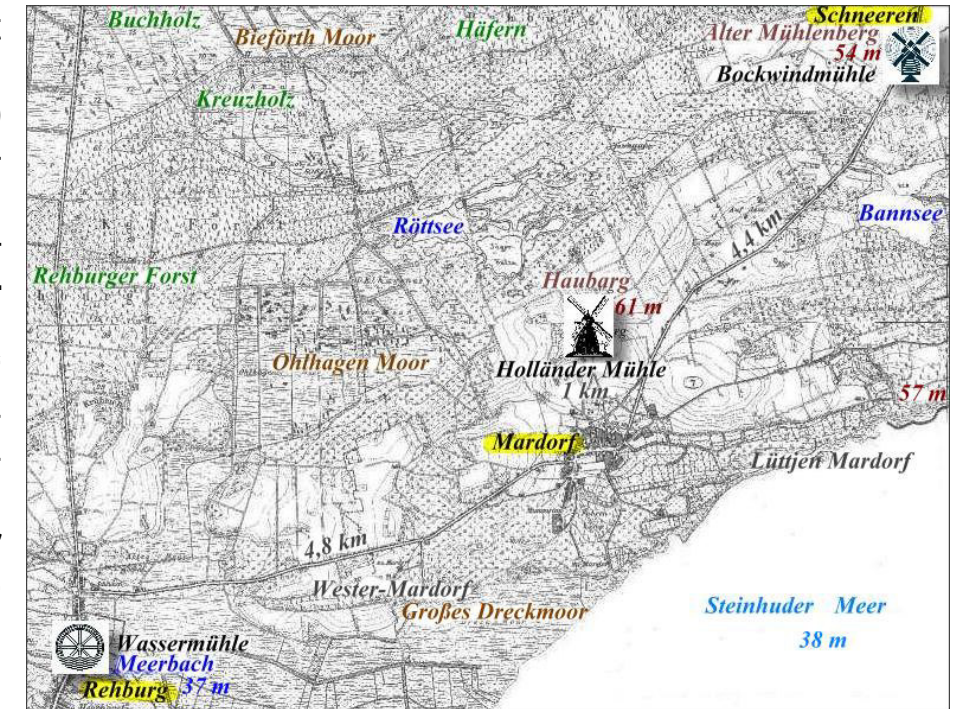 Buchholz
Bieförth Moor
Häfern
Schneeren
Alter Mühlenberg
54 m
Bockwindmühle
Kreuzholz
Röttsee
Bannsee
4,4 km
Rehburger Forst
Haubarg
61 m
Ohlhagen Moor
Holländer Mühle
1 km
7
57 m
Mardorf
Lüttjen Mardorf
4,8 km
Wester-Mardorf
Großes Dreckmoor
Steinhuder Meer
38 m
Wassermühle
Meerbach
Rehburg 37 m